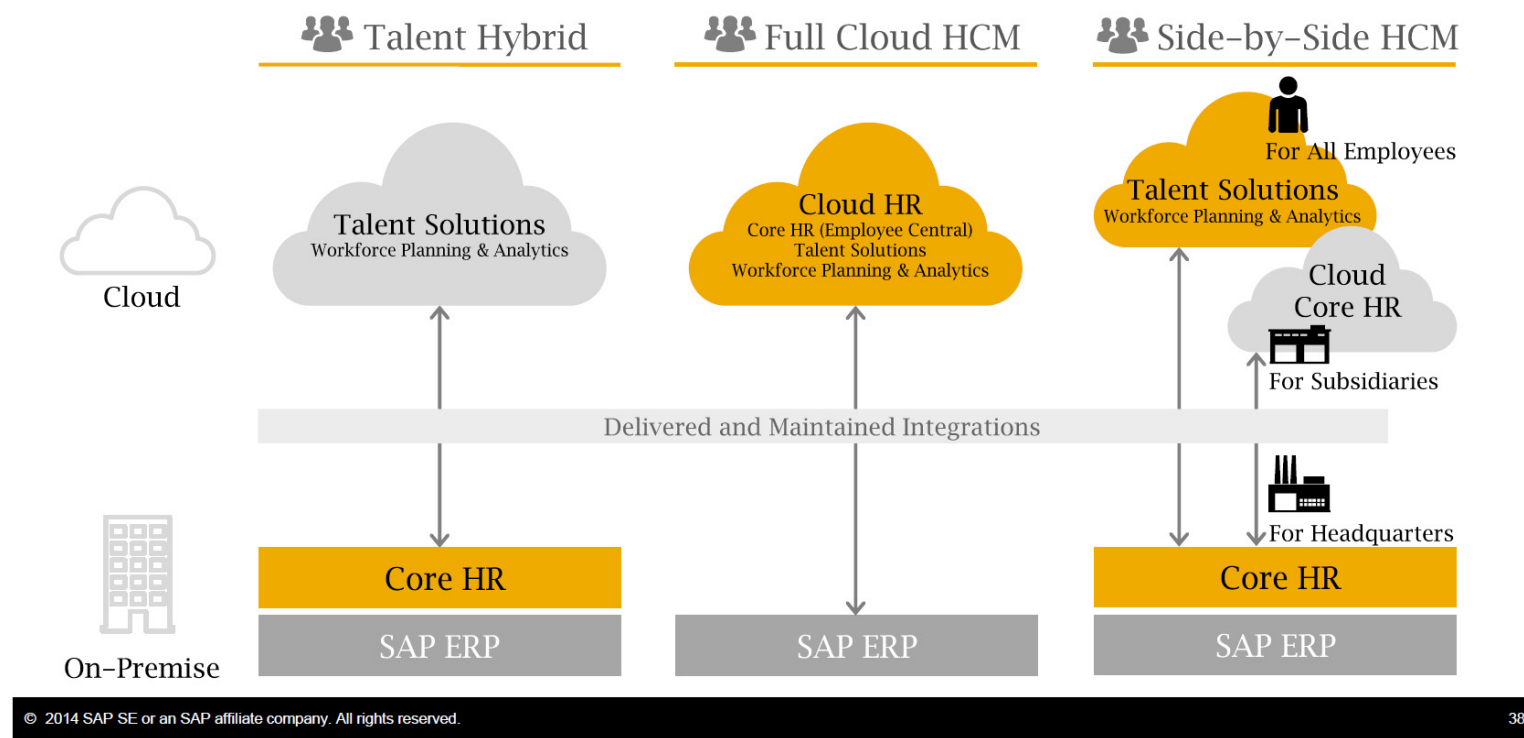 Talent Hybrid
Full Cloud HCM
Side-by-Side HCM
For All Employees
Talent Solutions
Workforce Planning & Analytics
Cloud HR
Core HR (Employee Central)
Talent Solutions
Workforce Planning & Analytics
Talent Solutions
Workforce Planning & Analytics
Cloud
Cloud
Core HR
For Subsidiaries
Delivered and Maintained Integrations
For Headquarters
Core HR
Core HR
SAP ERP
SAP ERP
SAP ERP
On-Premise
© 2014 SAP SE or an SAP affiliate company. All rights reserved.
38